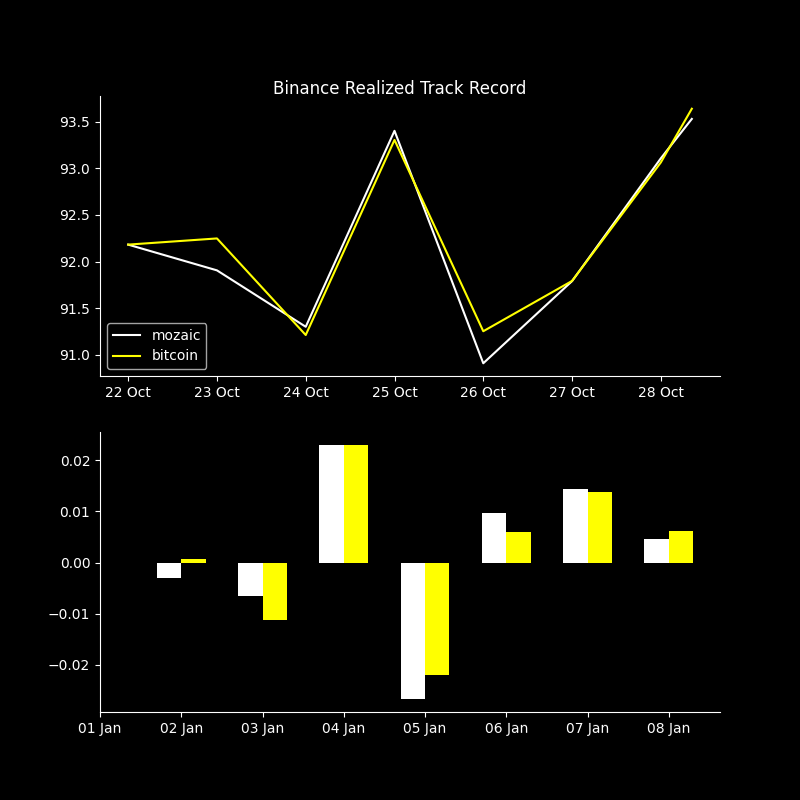 Binance Realized Track Record
93.5
93.0
92.5
92.0
91.5
91.0
mozaic
bitcoin
22 Oct 23 Oct 24 Oct 25 Oct 26 Oct 27 Oct 28 Oct
0.02
0.01
0.00
−0.01
−0.02
01 Jan 02 Jan 03 Jan 04 Jan 05 Jan 06 Jan 07 Jan 08 Jan